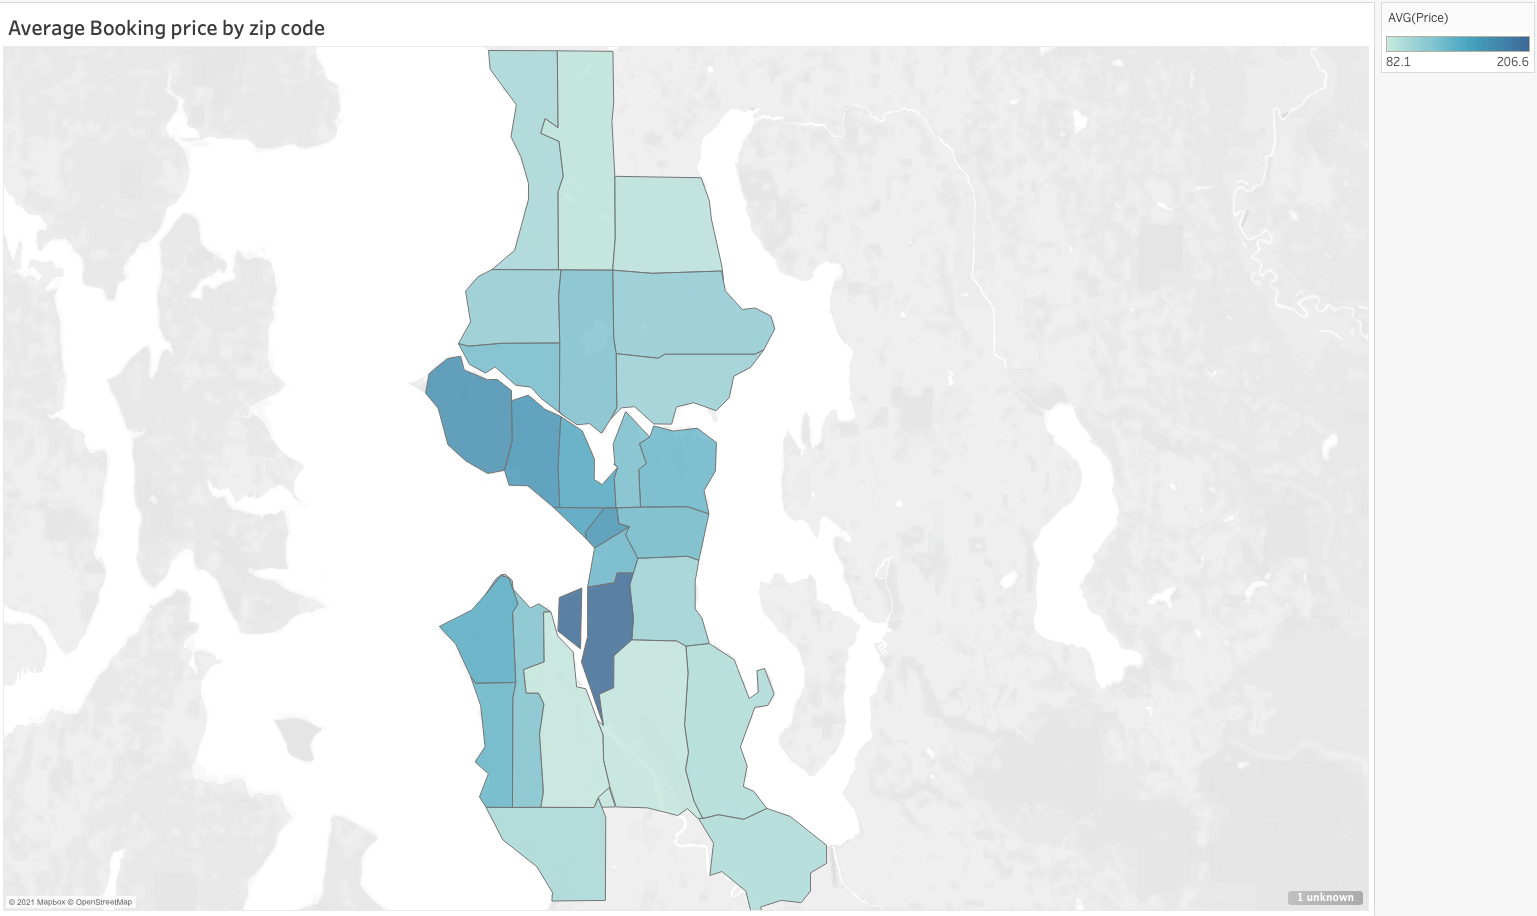 Average Booking price by zip code
AVG(Price)
82.1 206.6
© 2021 Mapbox © OpenStreetMap
1 unknown